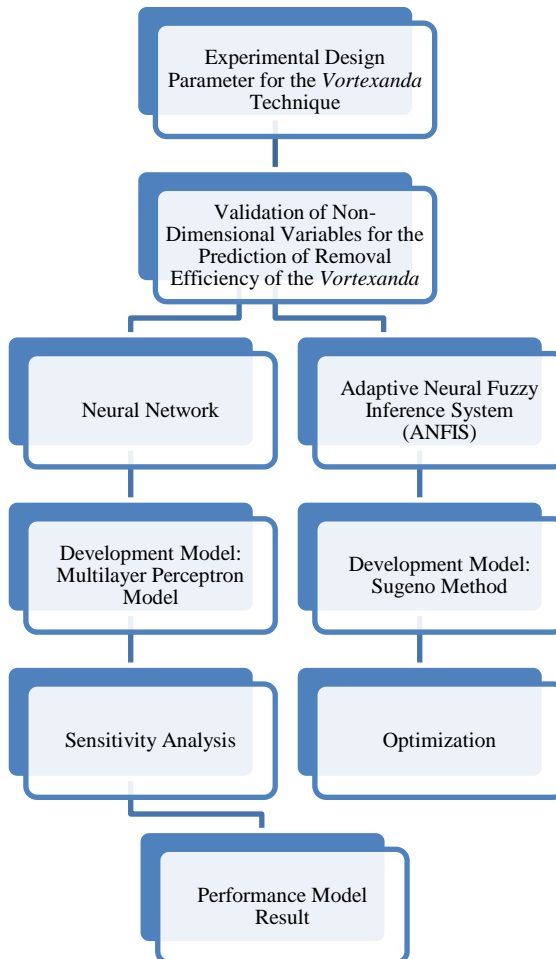 Experimental Design
Parameter for the Vortexanda
Technique
Validation of Non-
Dimensional Variables for the
Prediction of Removal
Efficiency of the Vortexanda
Neural Network
Adaptive Neural Fuzzy
Inference System
(ANFIS)
Development Model:
Multilayer Perceptron
Model
Development Model:
Sugeno Method
Sensitivity Analysis
Optimization
Performance Model
Result